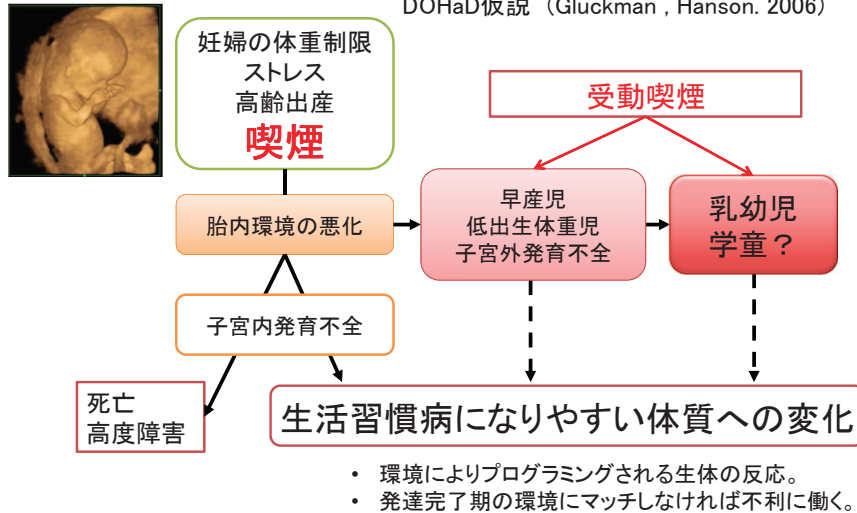 DOHaD仮説（Gluckman , Hanson. 2006）
妊婦の体重制限
ストレス
高齢出産
喫煙
受動喫煙
胎内環境の悪化
早産児
低出生体重児
子宮外発育不全
乳幼児
学童？
子宮内発育不全
死亡
高度障害
生活習慣病になりやすい体質への変化
• 環境によりプログラミングされる生体の反応。
• 発達完了期の環境にマッチしなければ不利に働く。